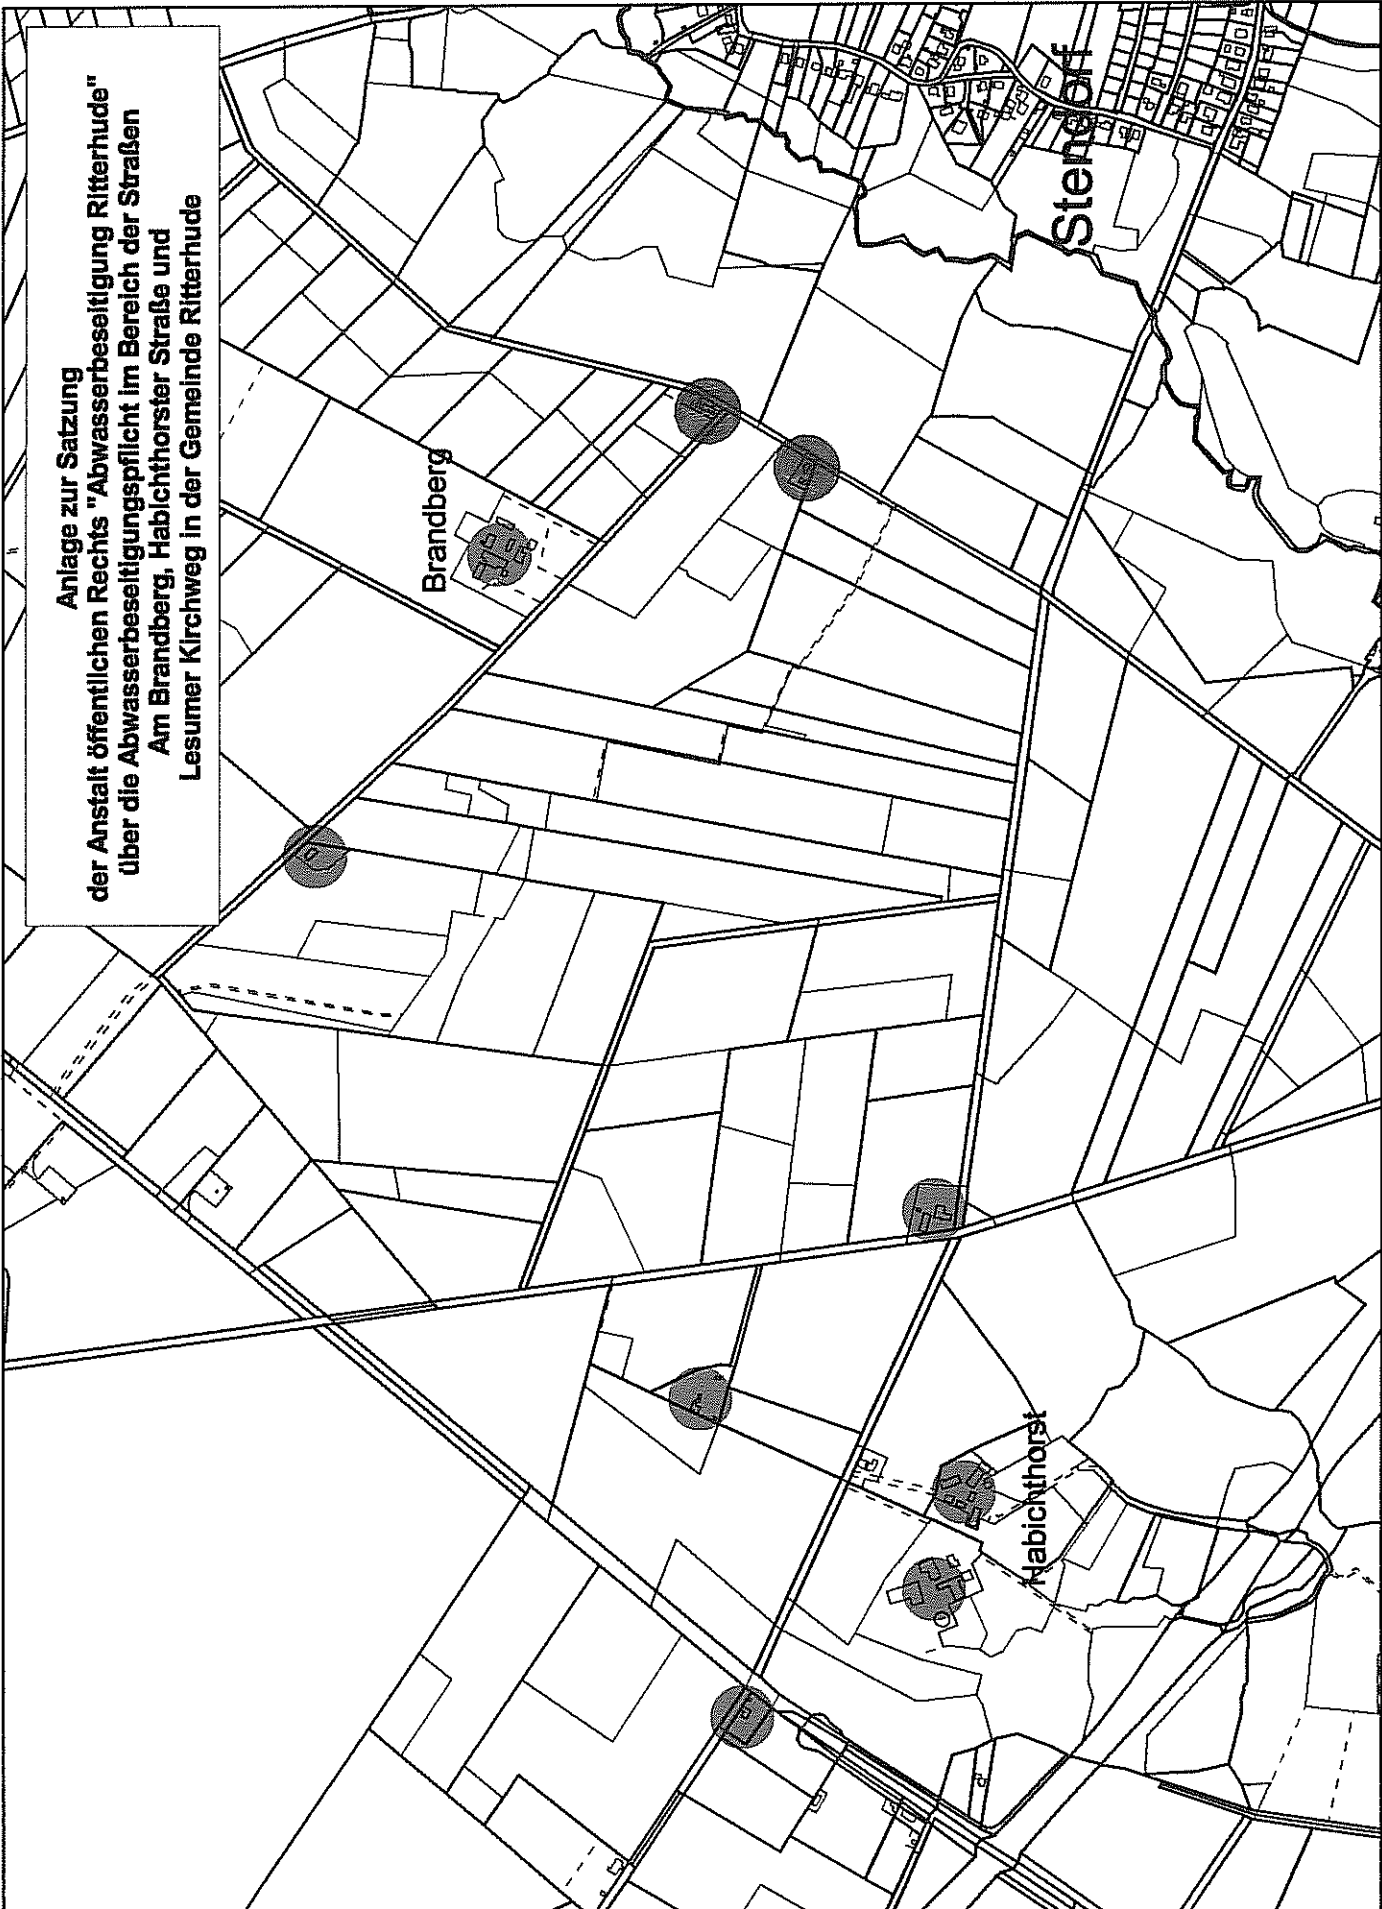 Anlage zur Satzung
der Anstalt öffentlichen Rechts "Abwasserbeseitigung Ritterhude"
über die Abwasserbeseitigungspflicht im Bereich der Straßen
Am Brandberg, Habichthorster Straße und
Lesumer Kirchweg in der Gemeinde Ritterhude
Brandberg
Stendorf
Habichthorst